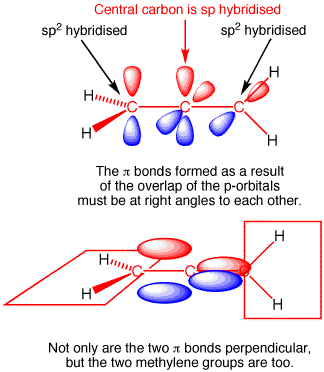 Central carbon is sp hybridised
sp² hybridised    sp² hybridised
H
H
C C C
H
H
The π bonds formed as a result
of the overlap of the p-orbitals
must be at right angles to each other.
H
H
C C C
H
H
Not only are the two π bonds perpendicular,
but the two methylene groups are too.